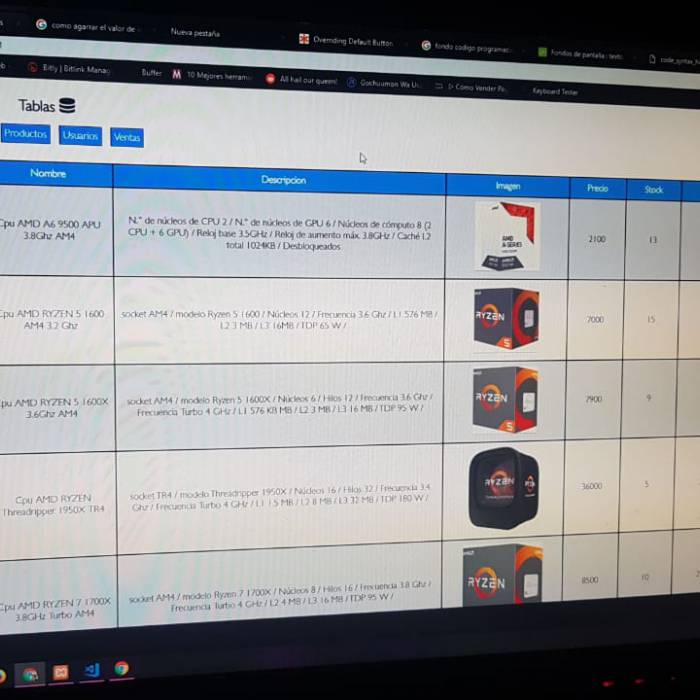 como agarrar el valor de
Nueva pestaña
Overriding Default Button
fondo codigo programac
Fondos de pantalla : texto
code_syntax_h
Bitly | Bitlink Manag
Buffer
10 Mejores herrami
All hail our queen!
Gochuumon Wa U
Como Vender Po
Keyboard Tester
Tablas
Productos Usuarios Ventas
Nombre Descripcion Imagen Precio Stock
Cpu AMD A6 9500 APU
3.8Ghz AM4
N.° de núcleos de CPU 2 / N.° de núcleos de GPU 6 / Núcleos de cómputo 8 (2
CPU + 6 GPU) / Reloj base 3.5GHz / Reloj de aumento máx. 3.8GHz / Caché L2
total 1024KB / Desbloqueados
AMD
A-SERIES
2100
13
Cpu AMD RYZEN 5 1600
AM4 3.2 Ghz
socket AM4 / modelo Ryzen 5 1600 / Núcleos 12 / Frecuencia 3.6 Ghz / L1 576 MB /
L2 3 MB / L3 16MB / TDP 65 W /
RYZEN
5
7000
15
Cpu AMD RYZEN 5 1600X
3.6Ghz AM4
socket AM4 / modelo Ryzen 5 1600X / Núcleos 6 / Hilos 12 / Frecuencia 3.6 Ghz /
Frecuencia Turbo 4 GHz / L1 576 KB MB / L2 3 MB / L3 16 MB / TDP 95 W /
RYZEN
5
7900
9
Cpu AMD RYZEN
Threadripper 1950X TR4
socket TR4 / modelo Threadripper 1950X / Núcleos 16 / Hilos 32 / Frecuencia 3.4
Ghz / Frecuencia Turbo 4 GHz / L1 1.5 MB / L2 8 MB / L3 32 MB / TDP 180 W /
RYZEN
36000
5
Cpu AMD RYZEN 7 1700X
3.8GHz Turbo AM4
socket AM4 / modelo Ryzen 7 1700X / Núcleos 8 / Hilos 16 / Frecuencia 3.8 Ghz /
Frecuencia Turbo 4 GHz / L2 4 MB / L3 16 MB / TDP 95 W /
RYZEN
8500
10